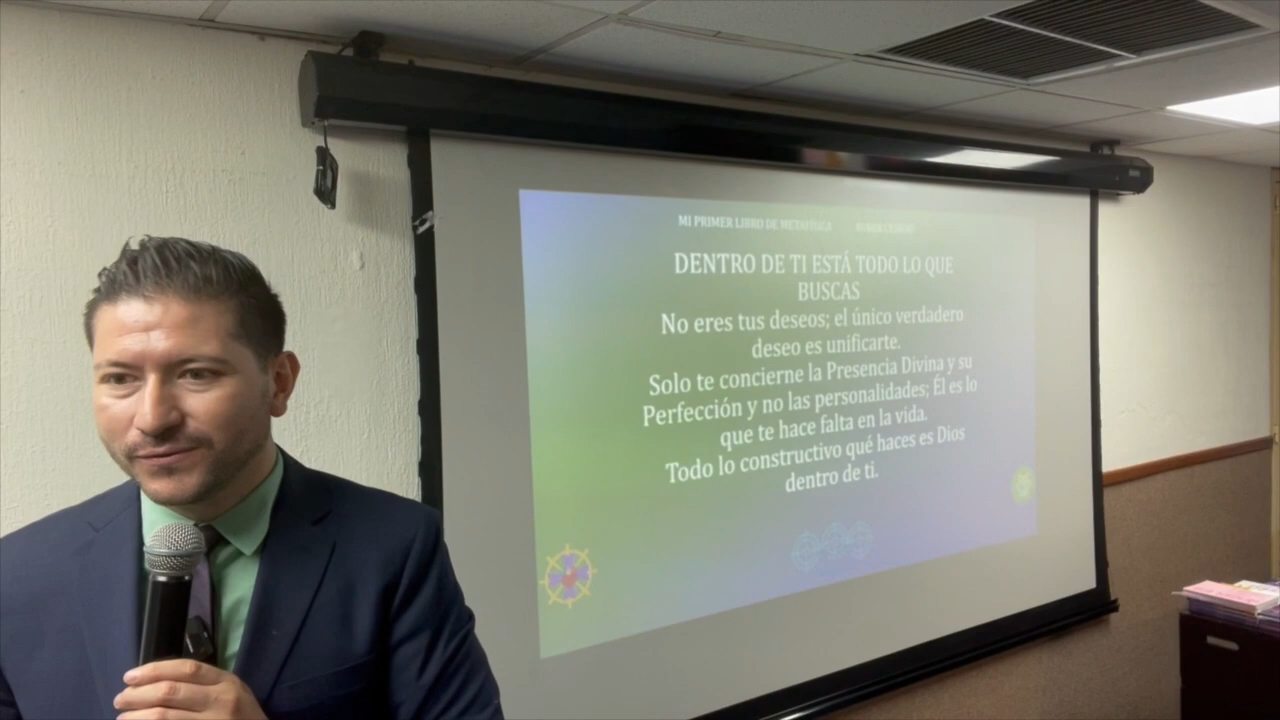 MI PRIMER LIBRO DE METAFÍSICA
DENTRO DE TI ESTÁ TODO LO QUE
BUSCAS
No eres tus deseos; el único verdadero
deseo es unificarte.
Solo te concierne la Presencia Divina y su
Perfección y no las personalidades; Él es lo
que te hace falta en la vida.
Todo lo constructivo qué haces es Dios
dentro de ti.